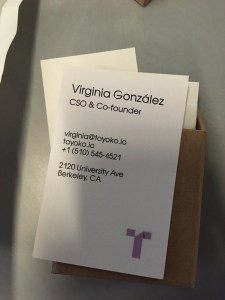 Virginia González
CSO & Co-founder
virginia@toyoko.io
toyoko.io
+1 (510) 545-4521
2120 University Ave
Berkeley, CA